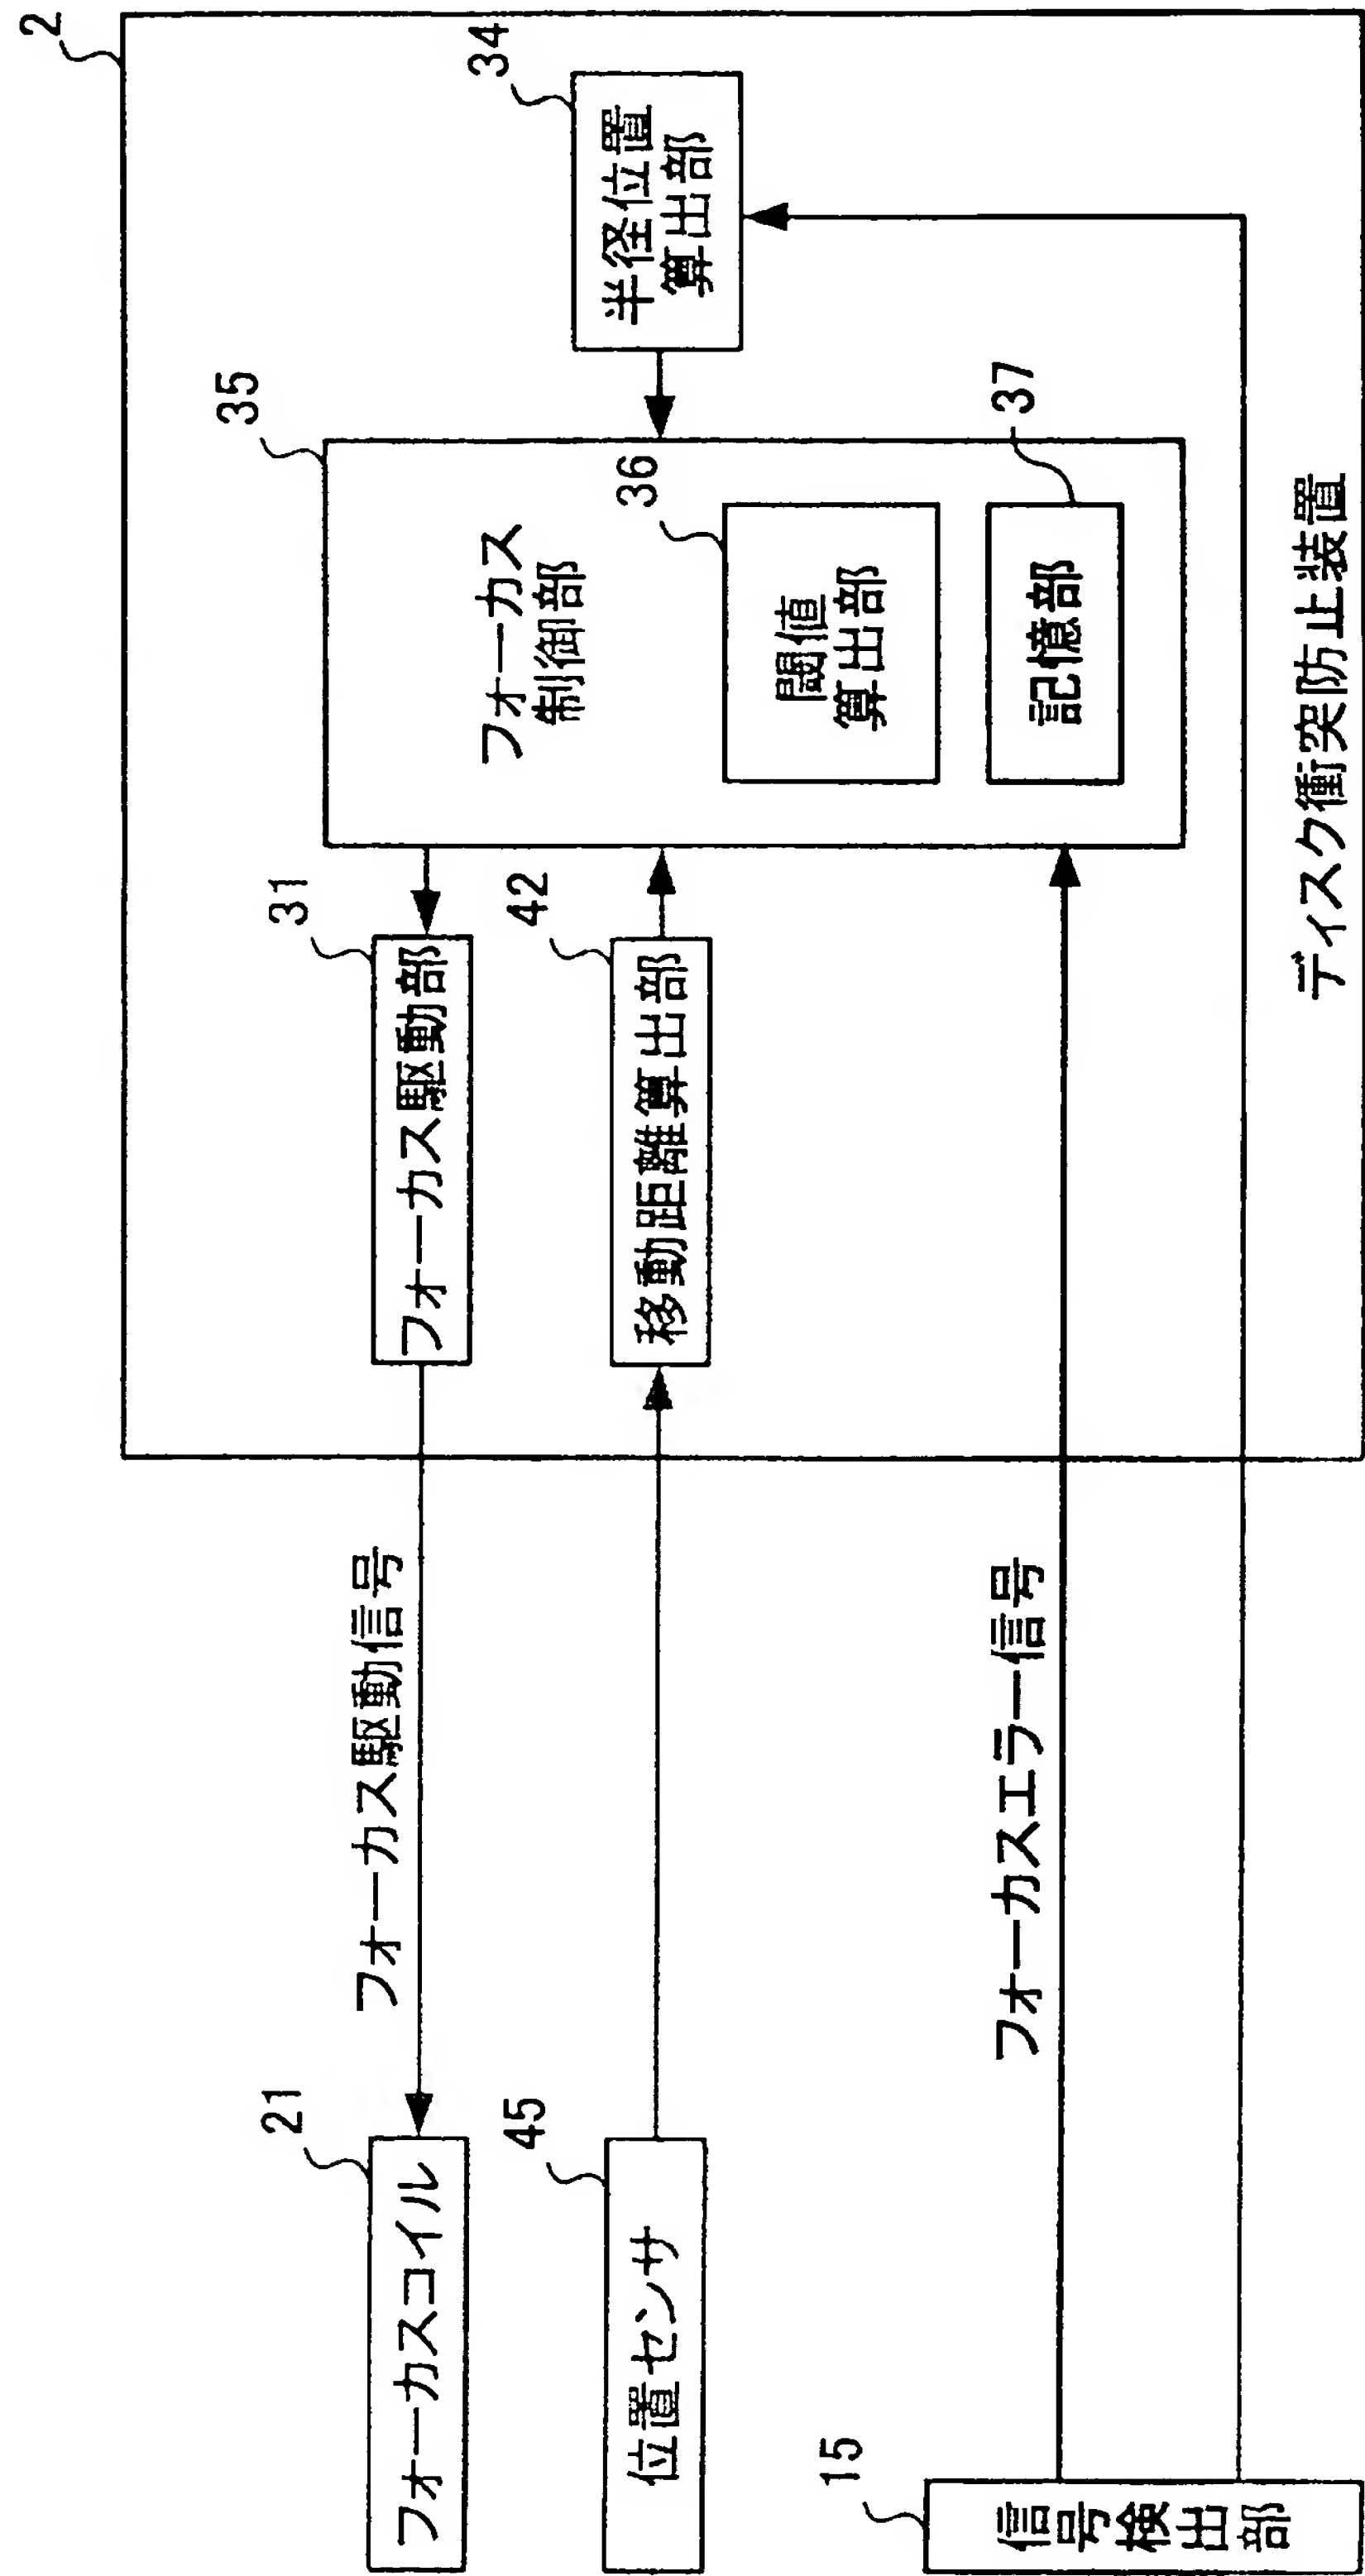 2
21
フォーカスコイル
フォーカス駆動信号
31
フォーカス駆動部
35
フォーカス
制御部
34
半径位置
算出部
45
位置センサ
42
移動距離算出部
36
閾値
算出部
37
記憶部
15
信号検出部
フォーカスエラー信号
ディスク衝突防止装置